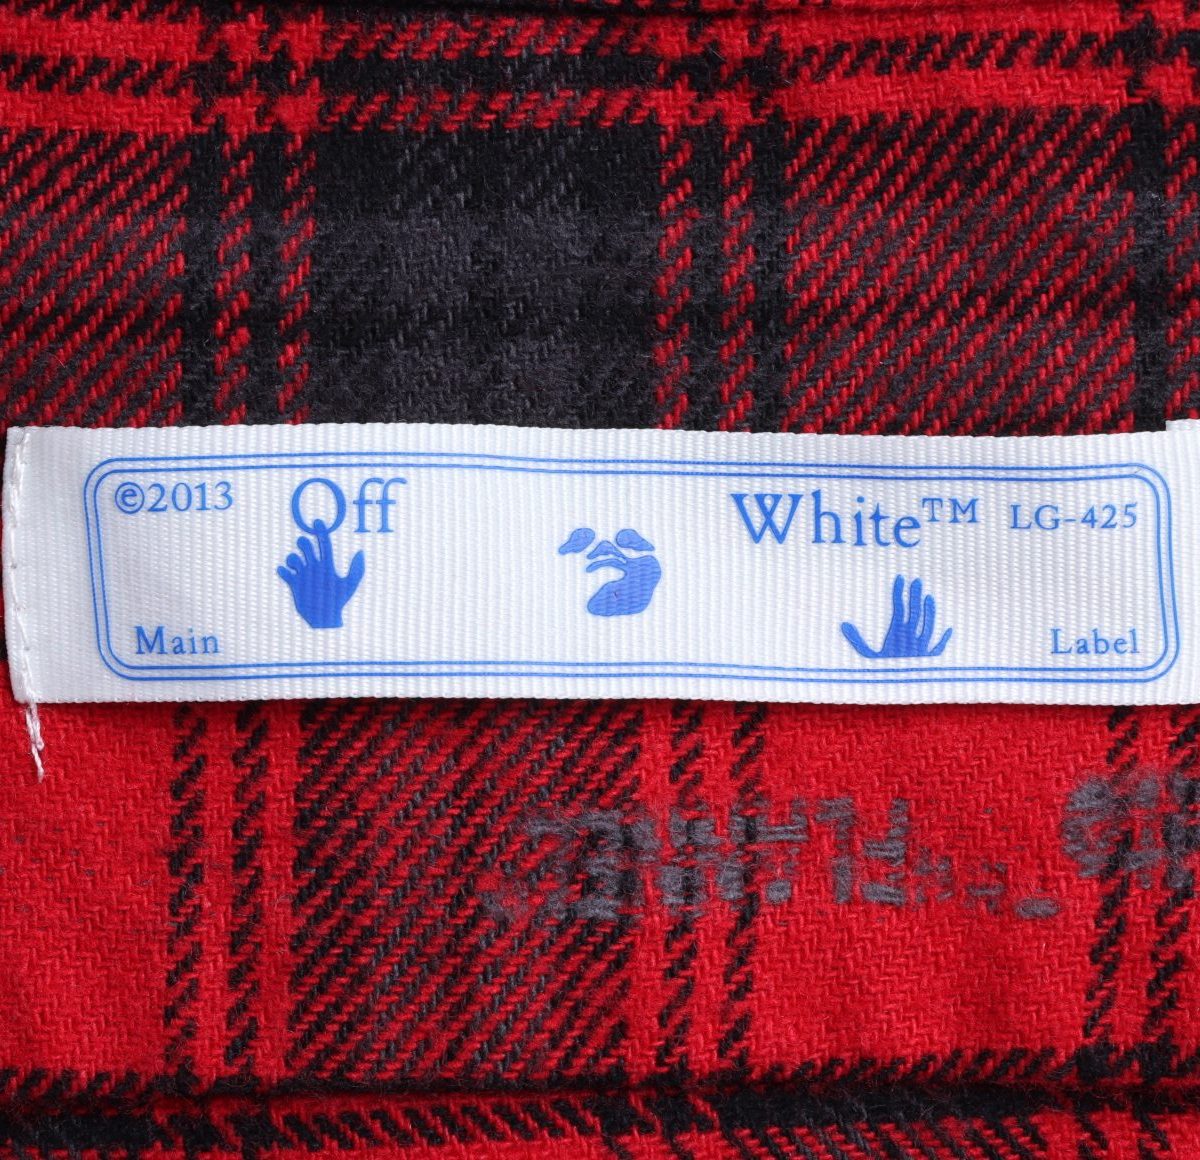 ©2013 Off White™ LG-425
Main Label